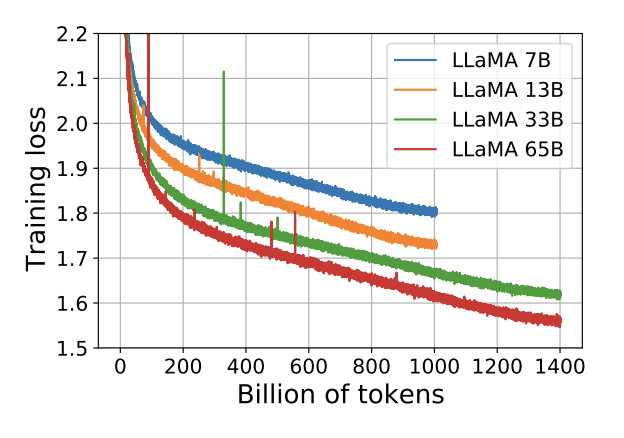 2.2
2.1
2.0
1.9
1.8
1.7
1.6
1.5
Training loss
LLaMA 7B
LLaMA 13B
LLaMA 33B
LLaMA 65B
0 200 400 600 800 1000 1200 1400
Billion of tokens